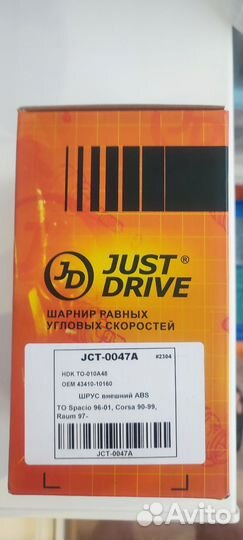 JD JUST®
DRIVE
ШАРНИР РАВНЫХ
УГЛОВЫХ СКОРОСТЕЙ
JCT-0047A #2304
HDK TO-010A48
OEM 43410-10160
ШРУС внешний ABS
TO Spacio 96-01, Corsa 90-99,
Raum 97-
JCT-0047A
Avito